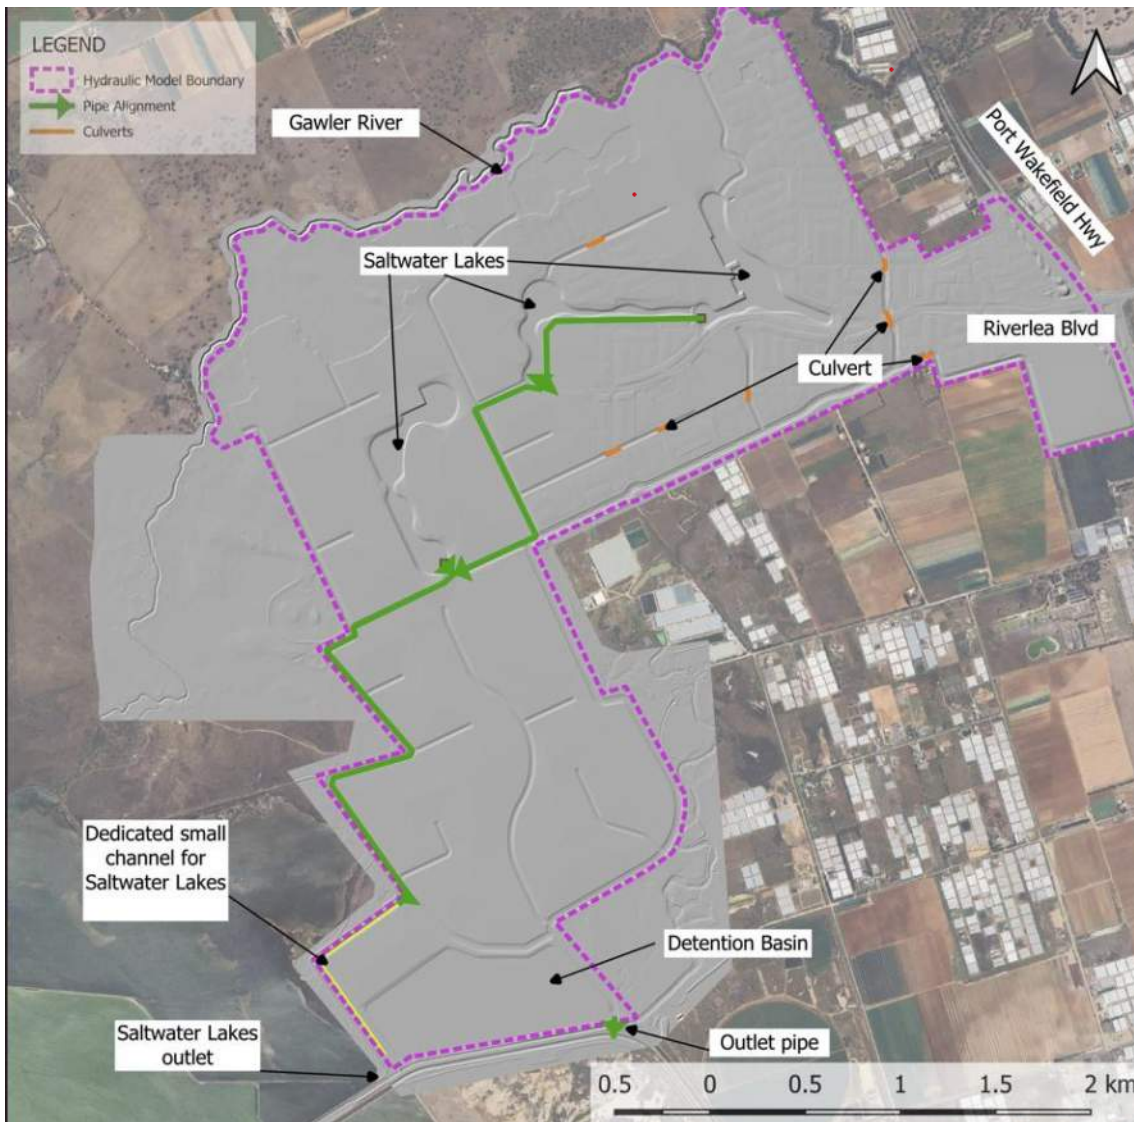 LEGEND
Hydraulic Model Boundary
Pipe Alignment
Culverts
Gawler River
Port Wakefield Hwy
Saltwater Lakes
Riverlea Blvd
Culvert
Dedicated small
channel for
Saltwater Lakes
Detention Basin
Saltwater Lakes
outlet
Outlet pipe
0.5 0 0.5 1 1.5 2 km